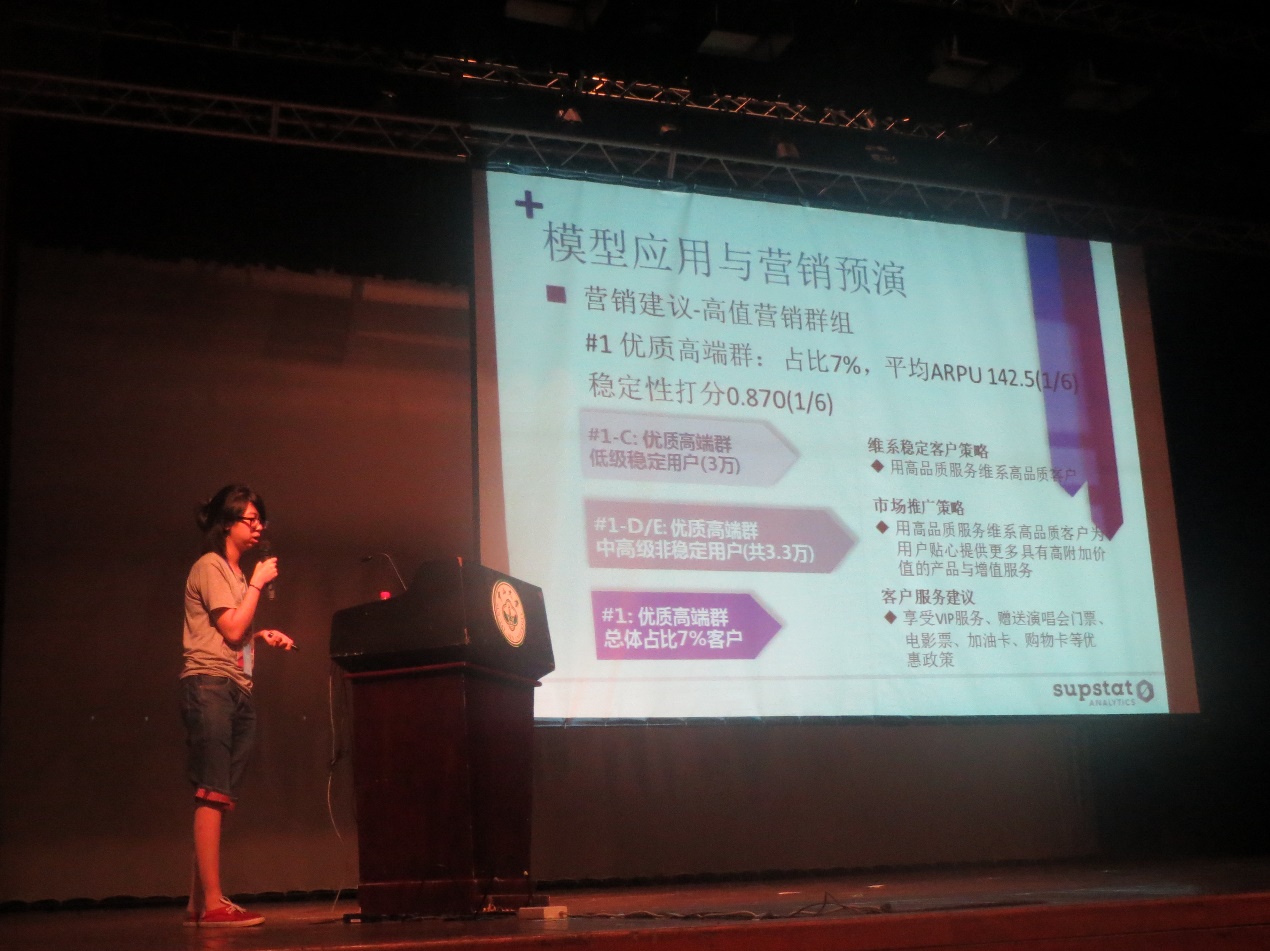 模型应用与营销预演
营销建议-高值营销群组
#1 优质高端群：占比7%，平均ARPU 142.5(1/6)
稳定性打分0.870(1/6)
#1-C: 优质高端群
低级稳定用户(3万)
维系稳定客户策略
用高品质服务维系高品质客户
#1-D/E: 优质高端群
中高级非稳定用户(共3.3万)
市场推广策略
用高品质服务维系高品质客户为
用户贴心提供更多具有高附加价
值的产品与增值服务
#1: 优质高端群
总体占比7%客户
客户服务建议
享受VIP服务、赠送演唱会门票、
电影票、加油卡、购物卡等优
惠政策
supstat
ANALYTICS